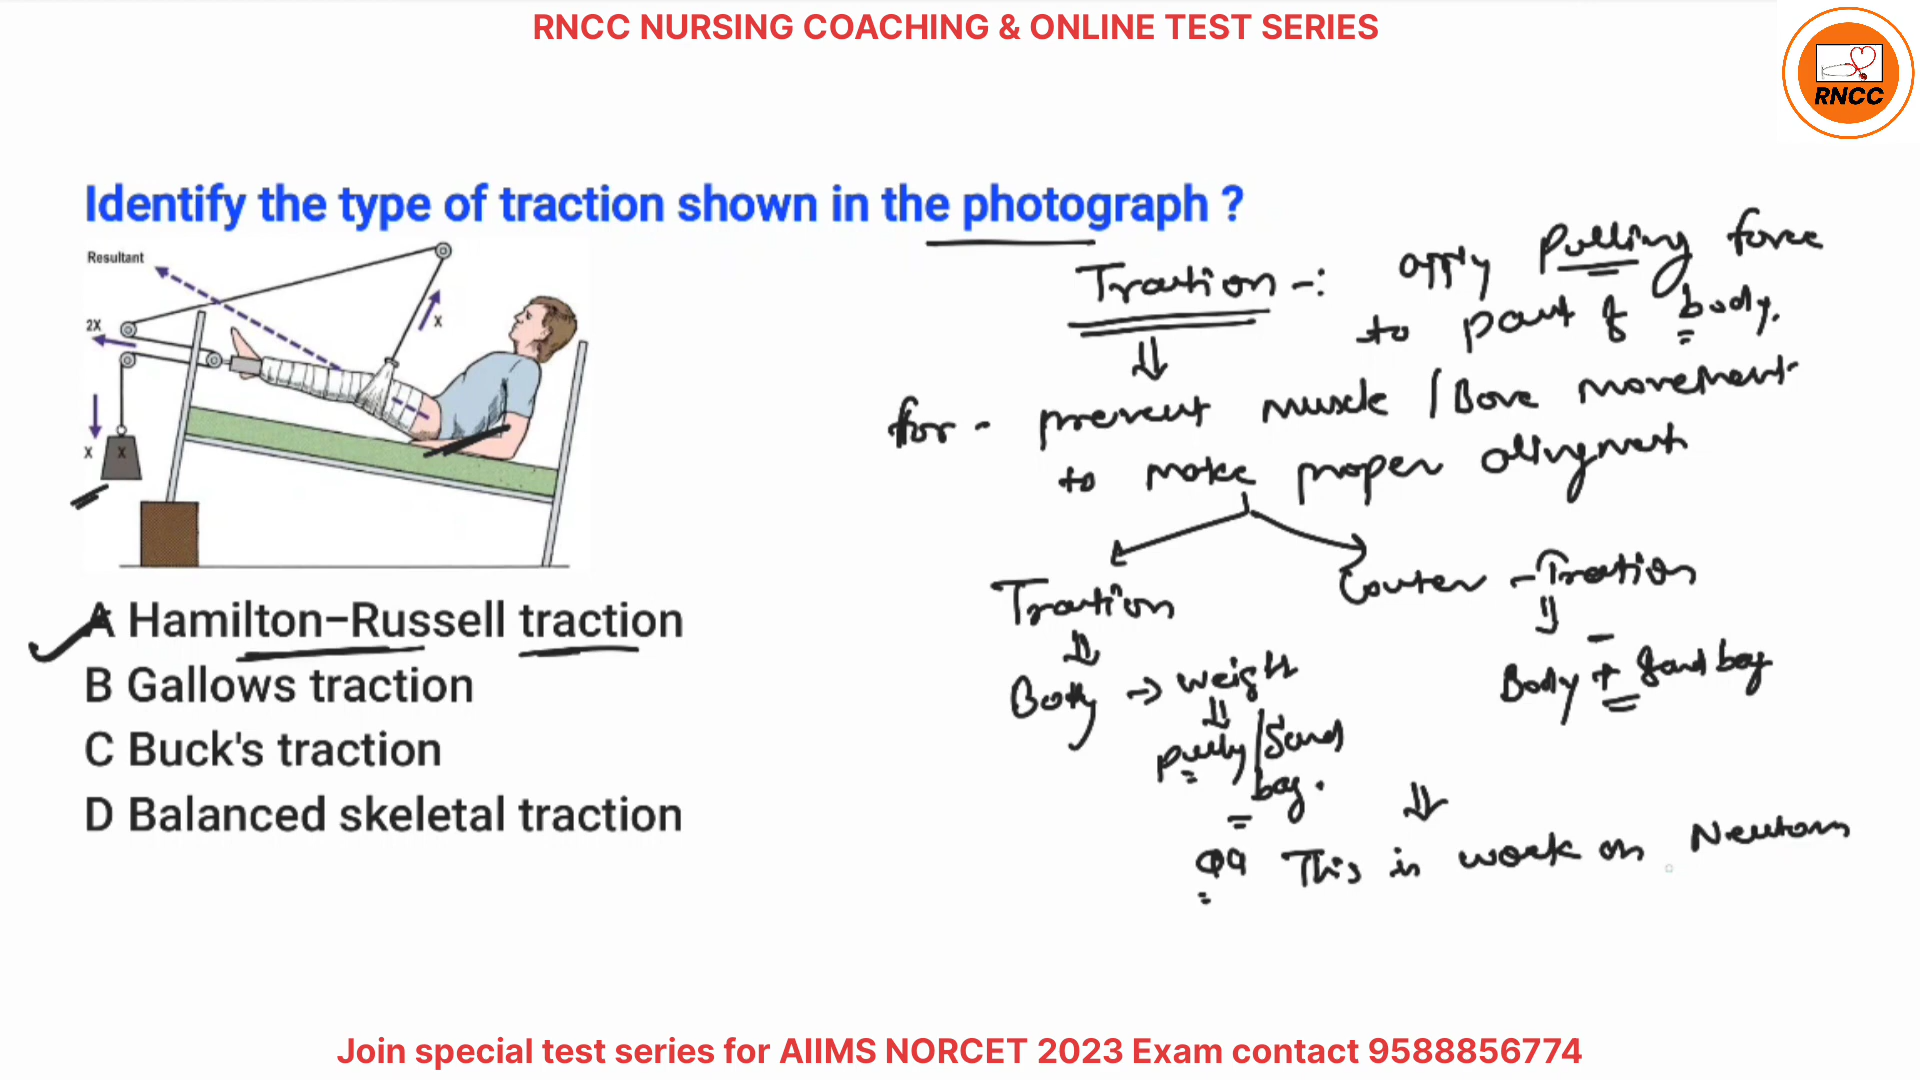 RNCC NURSING COACHING & ONLINE TEST SERIES
RNCC
Identify the type of traction shown in the photograph ?
Resultant
2X
X
X
X
A Hamilton-Russell traction
B Gallows traction
C Buck's traction
D Balanced skeletal traction
Traction -: apply pulling force
to part of body.
for - prevent muscle / Bone movement
to make proper
Traction
Couter - Traction
Body → weight
Body + Sand bag
pully / Sand
bag.
This is work on Newtons
Join special test series for AIIMS NORCET 2023 Exam contact 9588856774